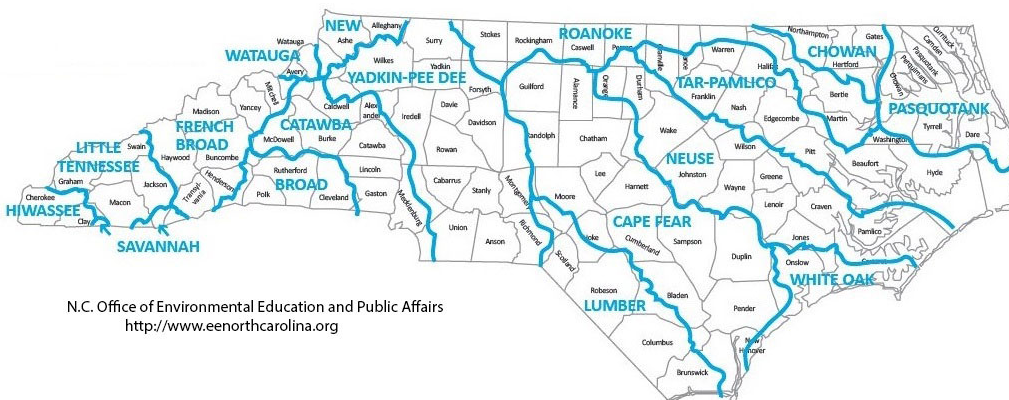 NEW
Alleghany
Ashe
Surry
Stokes
Rockingham
ROANOKE
Caswell
Person
Granville
Vance
Warren
Northampton
Gates
Currituck
Camden
Pasquotank
Perquimans
Chowan
CHOWAN
Hertford
Halifax
Bertie
Watauga
WATAUGA
Avery
Mitchell
Wilkes
Yadkin
YADKIN-PEE DEE
Forsyth
Guilford
Alamance
Orange
Durham
TAR-PAMLICO
Franklin
Nash
Edgecombe
Martin
PASQUOTANK
Tyrrell
Dare
Washington
Madison
Yancey
Caldwell
Alex
ander
Iredell
Davie
Davidson
Randolph
Chatham
Wake
Wilson
Pitt
Beaufort
Hyde
FRENCH
BROAD
CATAWBA
McDowell
Burke
Catawba
Rowan
LITTLE
TENNESSEE
Swain
Haywood
Buncombe
Rutherford
Lincoln
BROAD
Polk
Cleveland
Gaston
Graham
Cherokee
HIWASSEE
Clay
Macon
Jackson
Transyl-
vania
Henderson
SAVANNAH
Mecklenburg
Cabarrus
Stanly
Union
Anson
Montgomery
Richmond
Moore
Lee
Harnett
NEUSE
Johnston
Wayne
Greene
Lenoir
Craven
Pamlico
Jones
CAPE FEAR
Hoke
Cumberland
Sampson
Duplin
Onslow
WHITE OAK
Scotland
Robeson
LUMBER
Bladen
Pender
Columbus
New
Hanover
Brunswick
N.C. Office of Environmental Education and Public Affairs
http://www.eenorthcarolina.org